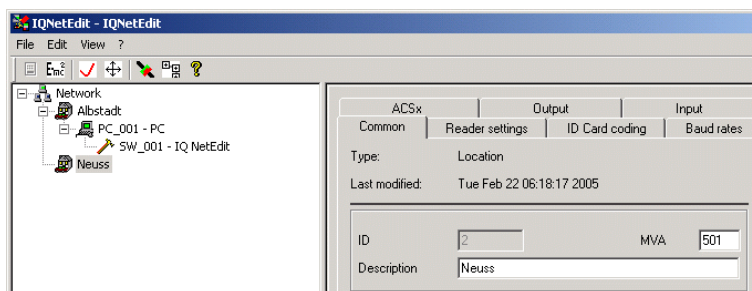 IQNetEdit - IQNetEdit
File Edit View ?
Network
Albstadt
PC_001 - PC
SW_001 - IQ NetEdit
Neuss
ACSx Output Input
Common Reader settings ID Card coding Baud rates
Type: Location
Last modified: Tue Feb 22 06:18:17 2005
ID 2 MVA 501
Description Neuss